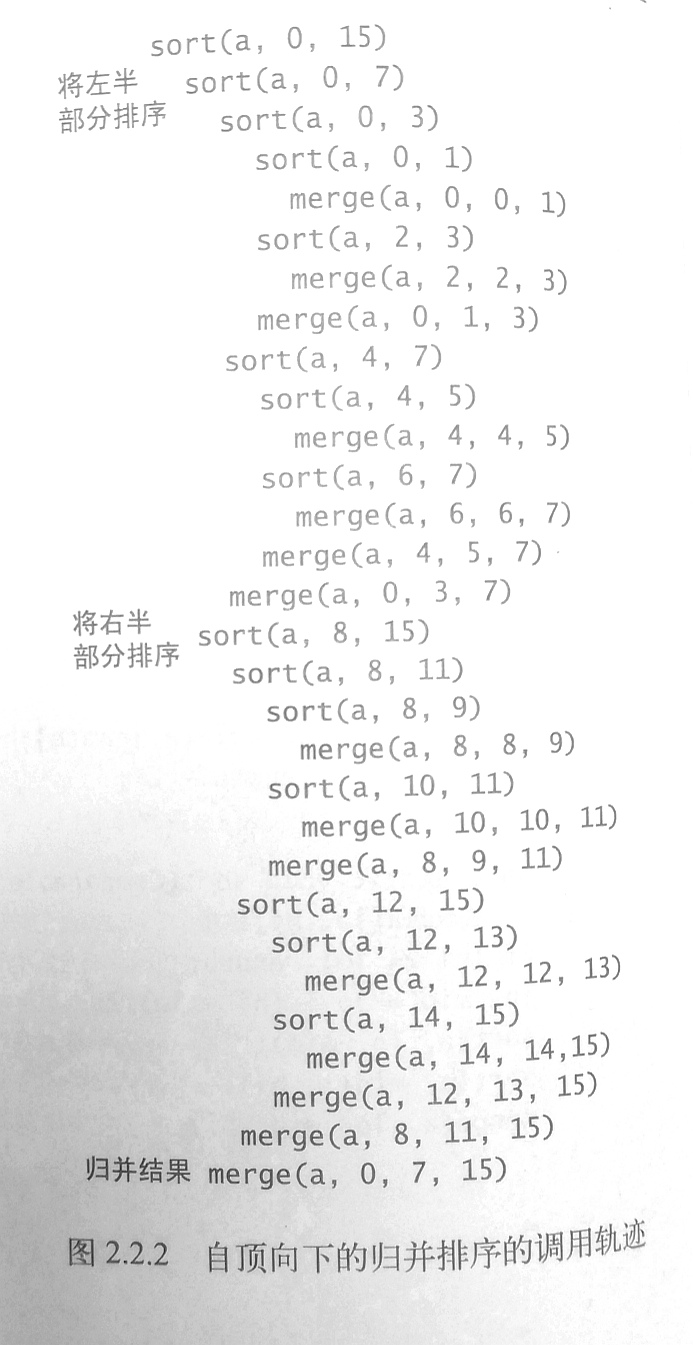 sort(a, 0, 15)
将左半 sort(a, 0, 7)
部分排序 sort(a, 0, 3)
sort(a, 0, 1)
merge(a, 0, 0, 1)
sort(a, 2, 3)
merge(a, 2, 2, 3)
merge(a, 0, 1, 3)
sort(a, 4, 7)
sort(a, 4, 5)
merge(a, 4, 4, 5)
sort(a, 6, 7)
merge(a, 6, 6, 7)
merge(a, 4, 5, 7)
merge(a, 0, 3, 7)
将右半
部分排序 sort(a, 8, 15)
sort(a, 8, 11)
sort(a, 8, 9)
merge(a, 8, 8, 9)
sort(a, 10, 11)
merge(a, 10, 10, 11)
merge(a, 8, 9, 11)
sort(a, 12, 15)
sort(a, 12, 13)
merge(a, 12, 12, 13)
sort(a, 14, 15)
merge(a, 14, 14,15)
merge(a, 12, 13, 15)
merge(a, 8, 11, 15)
归并结果 merge(a, 0, 7, 15)
图 2.2.2 自顶向下的归并排序的调用轨迹